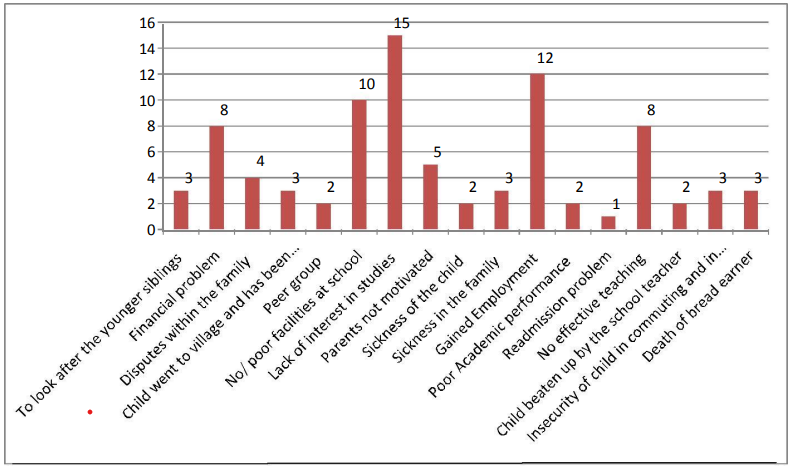 16
14
12
10
8
6
4
2
0
3
8
4
3
2
10
15
5
2
3
12
2
1
8
2
3
3
To look after the younger siblings
Financial problem
Disputes within the family
Child went to village and has been...
Peer group
No/ poor facilities at school
Lack of interest in studies
Parents not motivated
Sickness of the child
Sickness in the family
Gained Employment
Poor Academic performance
Readmission problem
No effective teaching
Child beaten up by the school teacher
Insecurity of child in commuting and in...
Death of bread earner